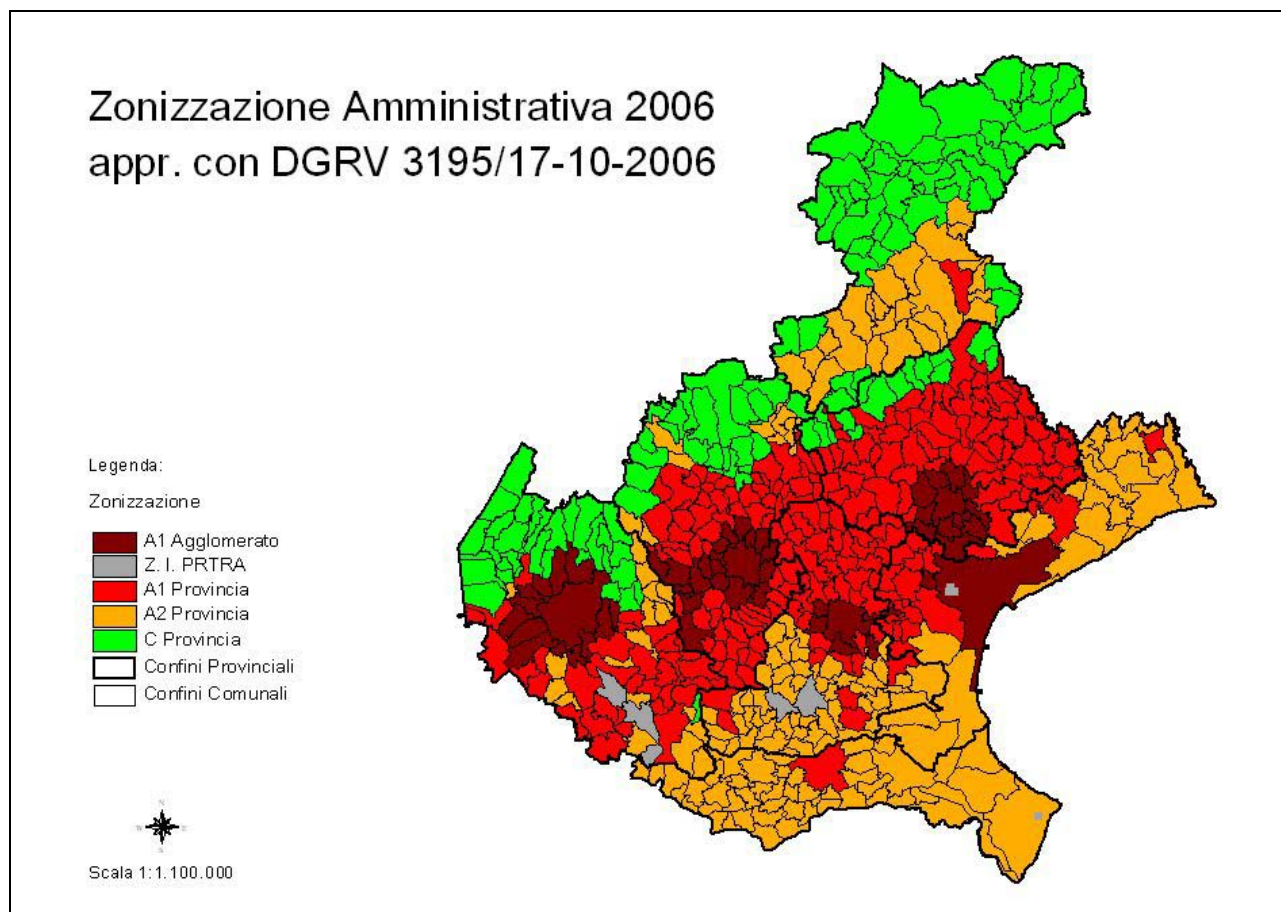 Zonizzazione Amministrativa 2006
appr. con DGRV 3195/17-10-2006
Legenda:
Zonizzazione
A1 Agglomerato
Z. I. PRTRA
A1 Provincia
A2 Provincia
C Provincia
Confini Provinciali
Confini Comunali
N
S
Scala 1:1.100.000